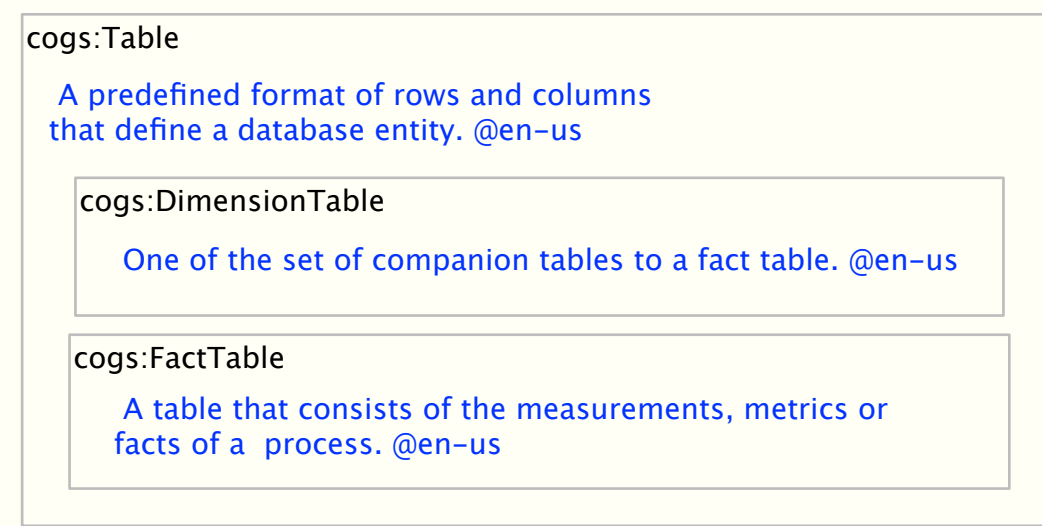 cogs:Table
A predefined format of rows and columns
that define a database entity. @en-us
cogs:DimensionTable
One of the set of companion tables to a fact table. @en-us
cogs:FactTable
A table that consists of the measurements, metrics or
facts of a  process. @en-us